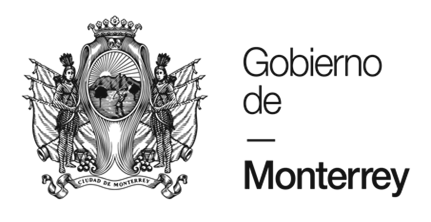 CIUDAD DE MONTERREY
Gobierno
de
—
Monterrey